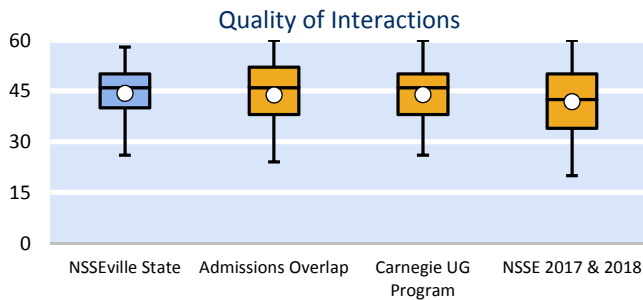 Quality of Interactions
60
45
30
15
0
NSSEville State
Admissions Overlap
Carnegie UG
Program
NSSE 2017 & 2018